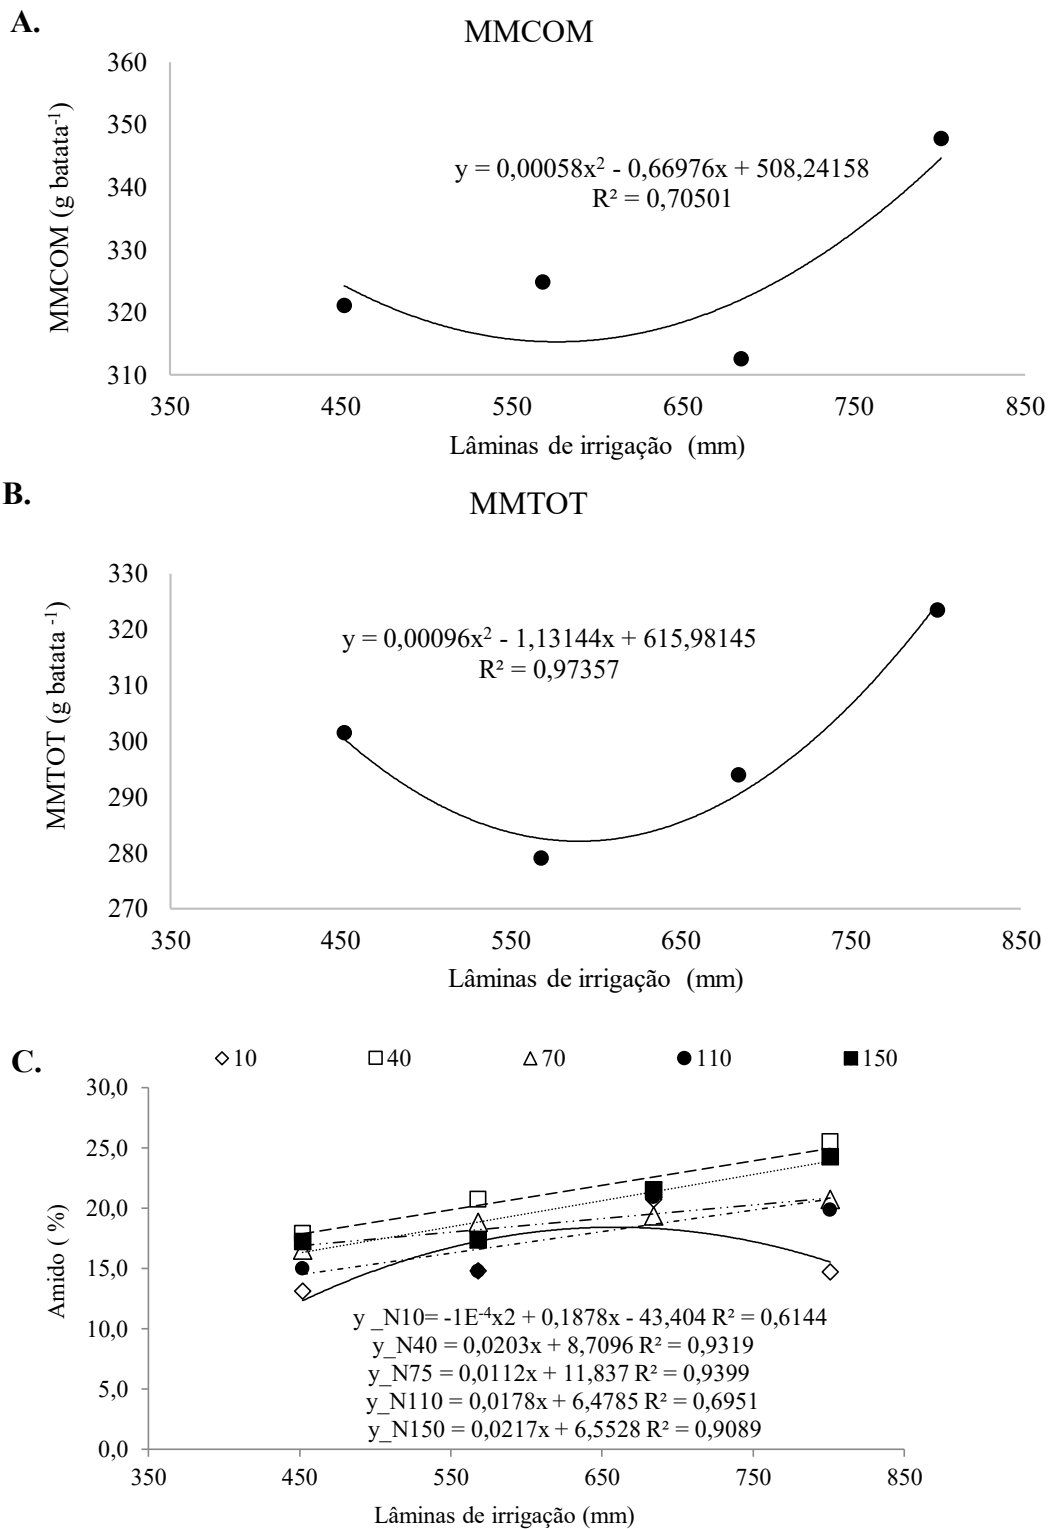 A.
MMCOM
360
350
340
330
320
310
MMCOM (g batata⁻¹)
y = 0,00058x² - 0,66976x + 508,24158
R² = 0,70501
350 450 550 650 750 850
Lâminas de irrigação (mm)
B.
MMTOT
330
320
310
300
290
280
270
MMTOT (g batata ⁻¹)
y = 0,00096x² - 1,13144x + 615,98145
R² = 0,97357
350 450 550 650 750 850
Lâminas de irrigação (mm)
C.
10 40 70 110 150
30,0
25,0
20,0
15,0
10,0
5,0
0,0
Amido ( %)
y _N10= -1E⁻⁴x2 + 0,1878x - 43,404 R² = 0,6144
y_N40 = 0,0203x + 8,7096 R² = 0,9319
y_N75 = 0,0112x + 11,837 R² = 0,9399
y_N110 = 0,0178x + 6,4785 R² = 0,6951
y_N150 = 0,0217x + 6,5528 R² = 0,9089
350 450 550 650 750 850
Lâminas de irrigação (mm)